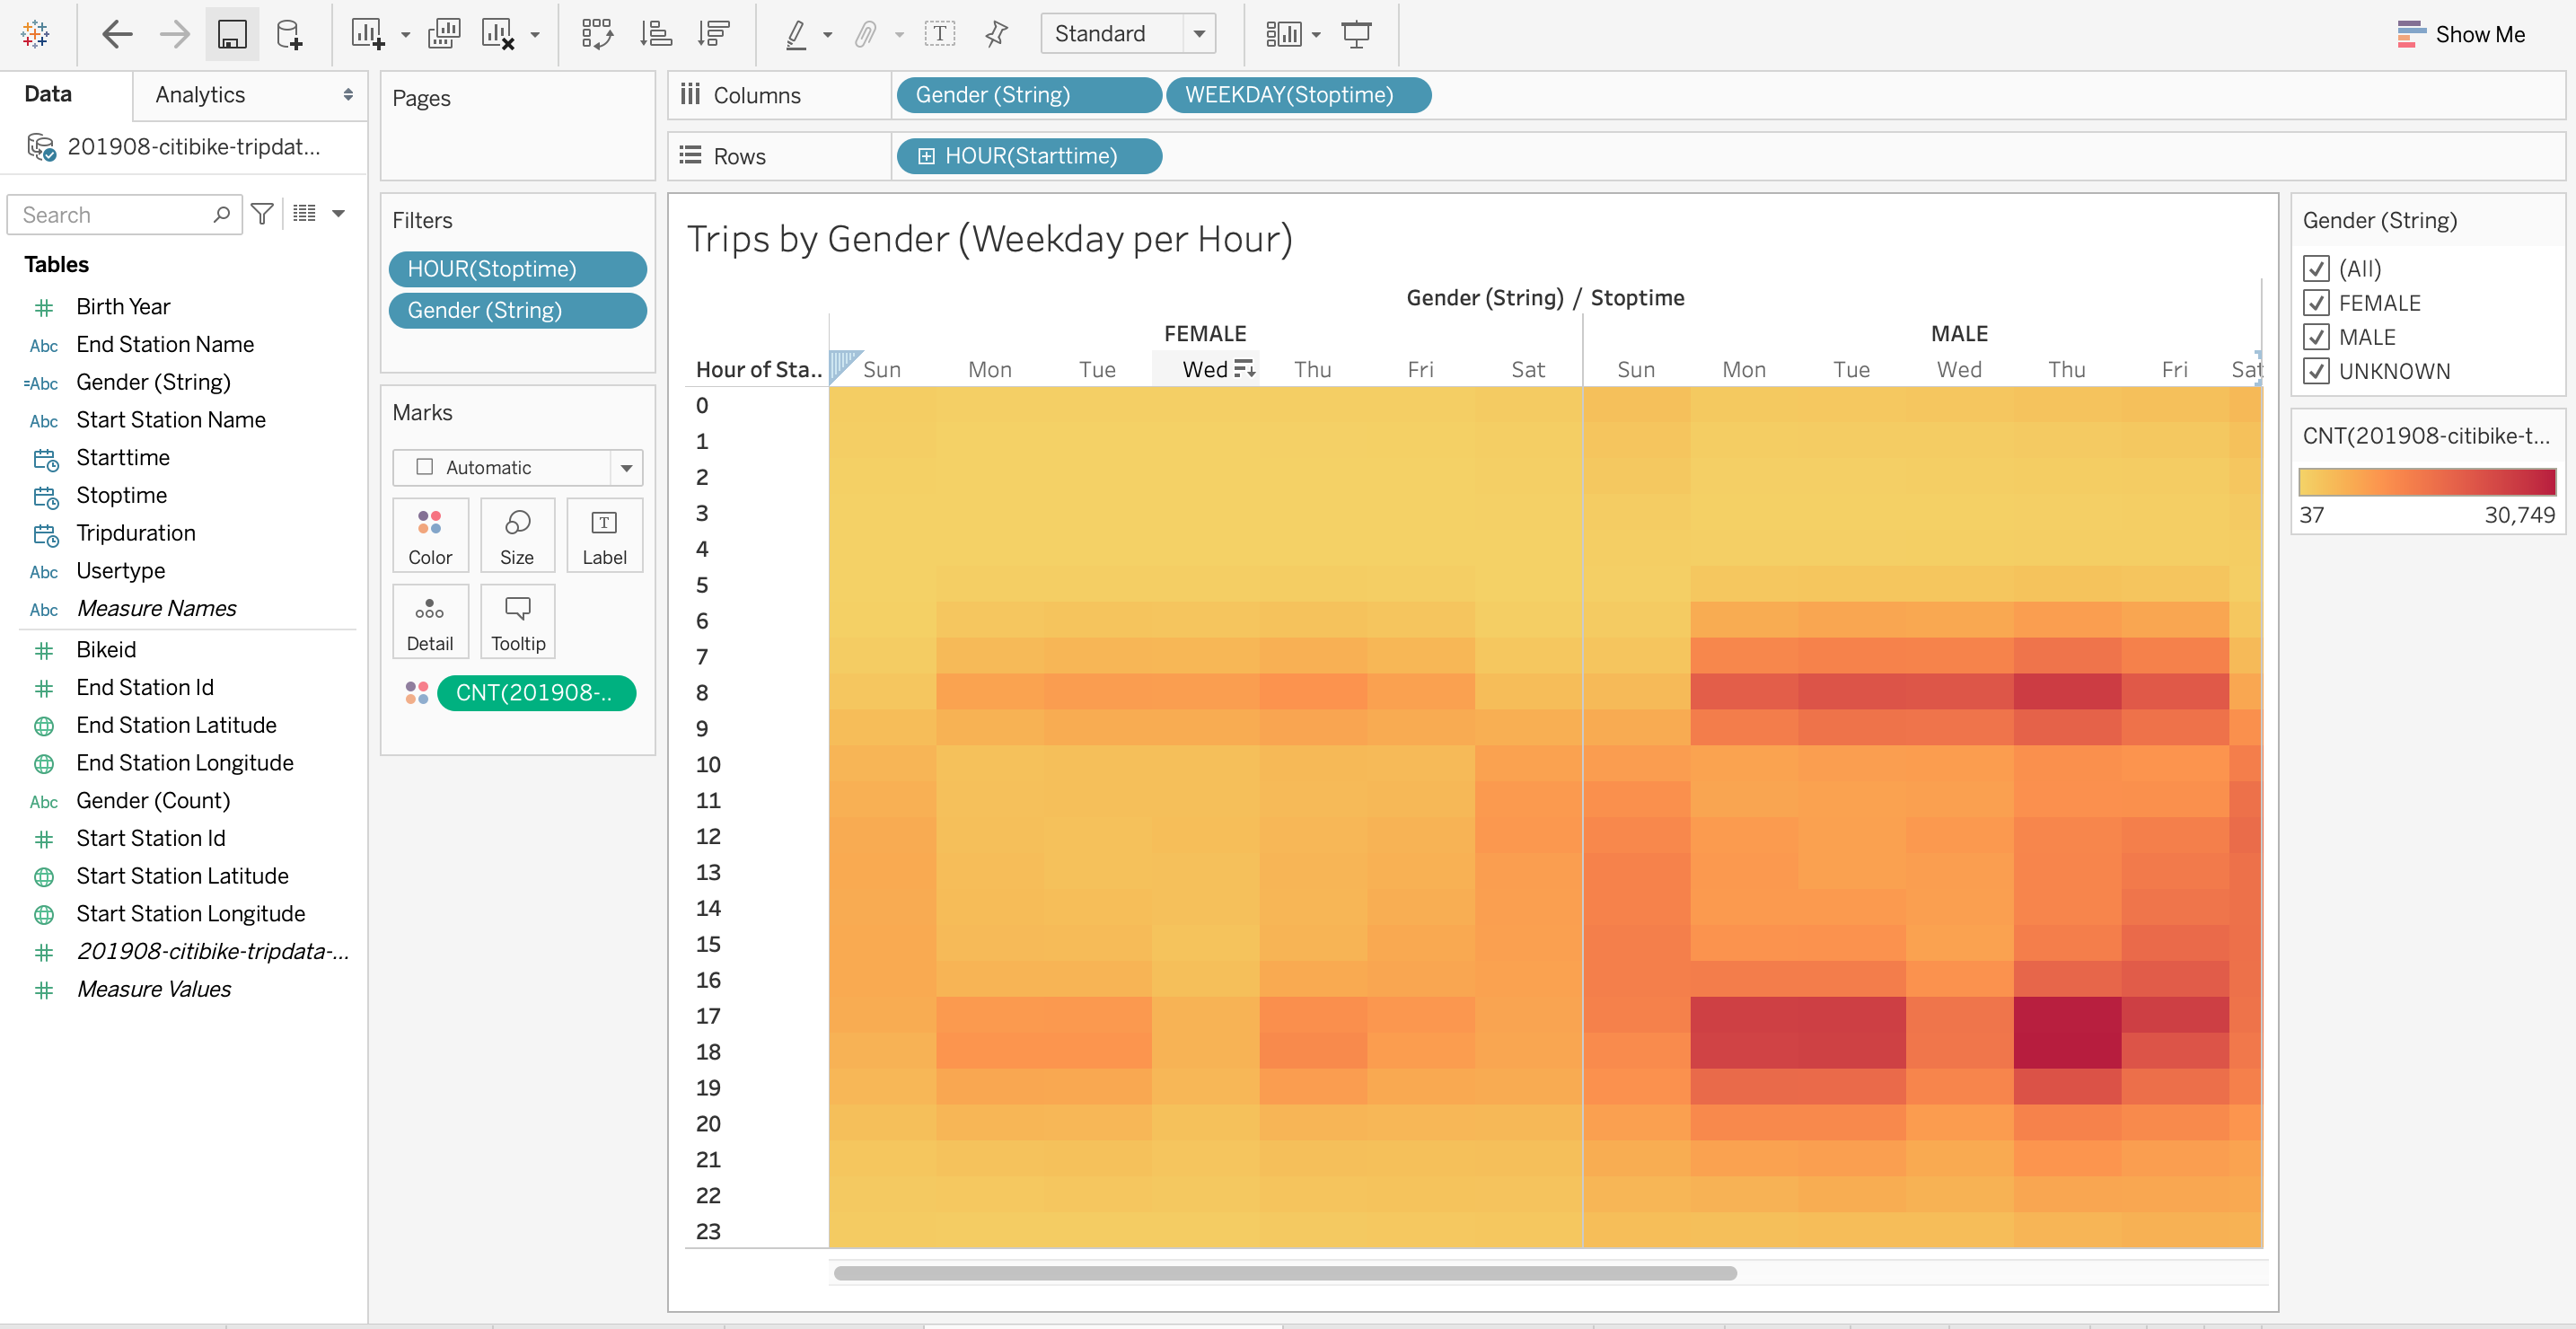 Standard
Show Me
Data
Analytics
201908-citibike-tripdat...
Search
Tables
Birth Year
Abc End Station Name
=Abc Gender (String)
Abc Start Station Name
Starttime
Stoptime
Tripduration
Abc Usertype
Abc Measure Names
Bikeid
End Station Id
End Station Latitude
End Station Longitude
Abc Gender (Count)
Start Station Id
Start Station Latitude
Start Station Longitude
201908-citibike-tripdata-...
Measure Values
Pages
Filters
HOUR(Stoptime)
Gender (String)
Marks
Automatic
Color Size Label
Detail Tooltip
CNT(201908-..
Columns Gender (String) WEEKDAY(Stoptime)
Rows HOUR(Starttime)
Trips by Gender (Weekday per Hour)
Gender (String) / Stoptime
FEMALE MALE
Hour of Sta.. Sun Mon Tue Wed Thu Fri Sat Sun Mon Tue Wed Thu Fri Sat
0
1
2
3
4
5
6
7
8
9
10
11
12
13
14
15
16
17
18
19
20
21
22
23
Gender (String)
(All)
FEMALE
MALE
UNKNOWN
CNT(201908-citibike-t...
37 30,749